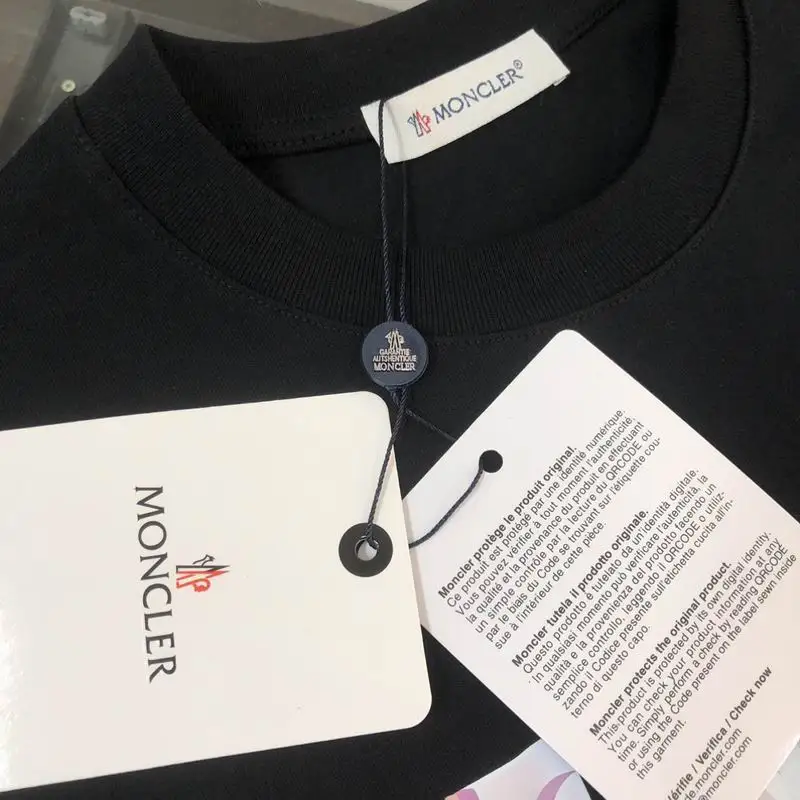 MONCLER®
GARANTIE
AUTSHENTIQUE
MONCLER
MONCLER
Moncler protège le produit original.
Ce produit est protégé par une identité numérique.
Vous pouvez vérifier à tout moment l'authenticité,
la qualité et la provenance du produit en effectuant
un simple contrôle par la lecture du QRCODE ou
par le biais du Code se trouvant sur l'étiquette cou-
sue à l'intérieur de cette pièce.
Moncler tutela il prodotto originale.
Questo prodotto è tutelato da un'identità digitale.
In qualsiasi momento può verificare l'autenticità, la
qualità e la provenienza del prodotto facendo un
semplice controllo, leggendo il QRCODE o utiliz-
zando il Codice presente sull'etichetta cucita all'in-
terno di questo capo.
Moncler protects the original product.
This product is protected by its own digital identity.
You can check your product information at any
time. Simply perform a check by reading QRCODE
or using the Code present on the label sewn inside
this garment.
Vérifie / Verifica / Check now
de.moncler.com
@moncler.com